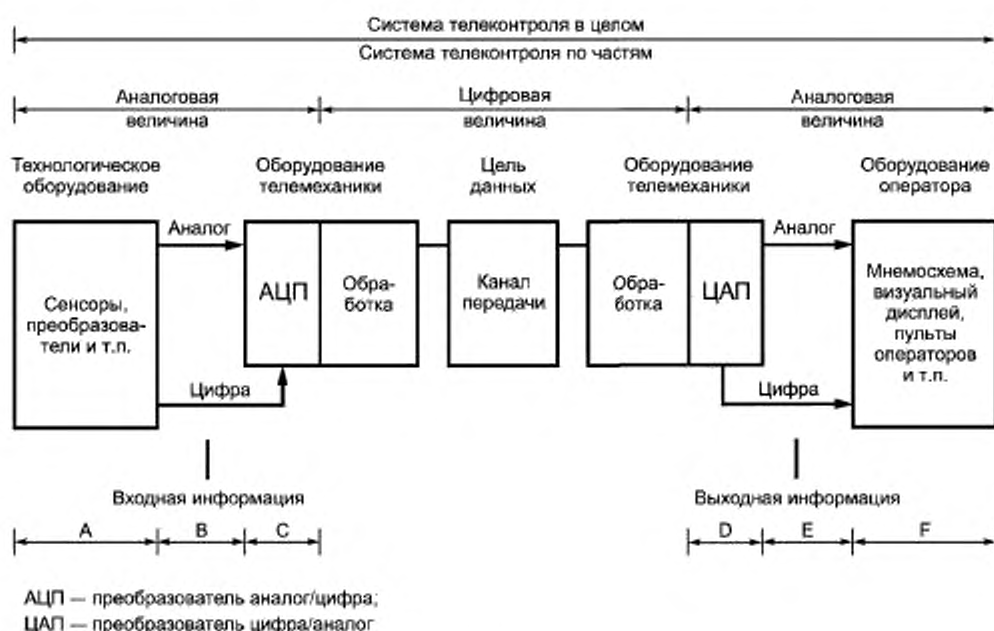 Система телеконтроля в целом
Система телеконтроля по частям
Аналоговая
величина
Цифровая
величина
Аналоговая
величина
Технологическое
оборудование
Оборудование
телемеханики
Цель
данных
Оборудование
телемеханики
Оборудование
оператора
Сенсоры,
преобразова-
тели и т.п.
Аналог
Цифра
АЦП
Обра-
ботка
Канал
передачи
Обра-
ботка
ЦАП
Аналог
Цифра
Мнемосхема,
визуальный
дисплей,
пульты
операторов
и т.п.
Входная информация
Выходная информация
A
B
C
D
E
F
АЦП — преобразователь аналог/цифра;
ЦАП — преобразователь цифра/аналог